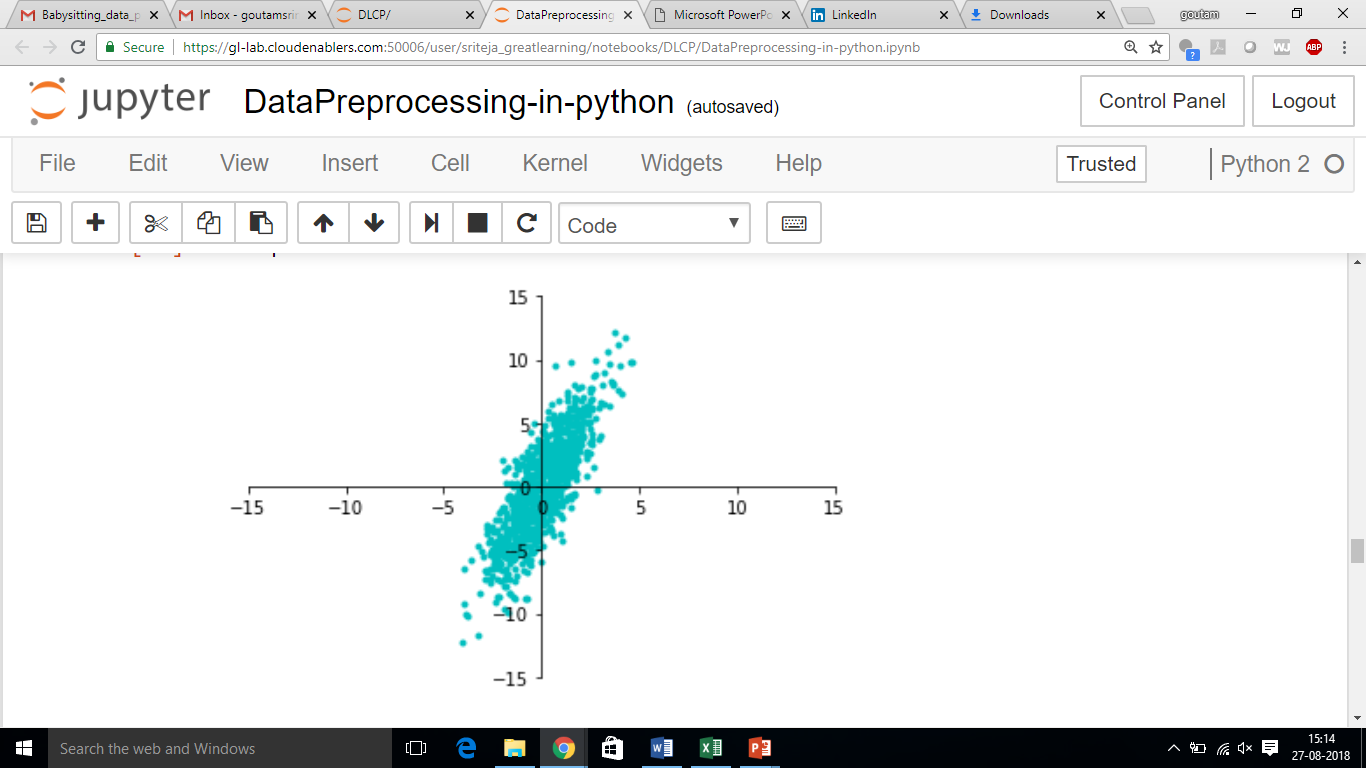 Babysitting_data_p
Inbox - goutamsri
DLCP/
DataPreprocessing
Microsoft PowerPo
LinkedIn
Downloads
goutam
Secure https://gl-lab.cloudenablers.com:50006/user/sriteja_greatlearning/notebooks/DLCP/DataPreprocessing-in-python.ipynb
jupyter DataPreprocessing-in-python (autosaved)
Control Panel
Logout
File Edit View Insert Cell Kernel Widgets Help
Trusted
Python 2
Code
15
10
5
0
−15 −10 −5 0 5 10 15
−5
−10
−15
Search the web and Windows
15:14
27-08-2018